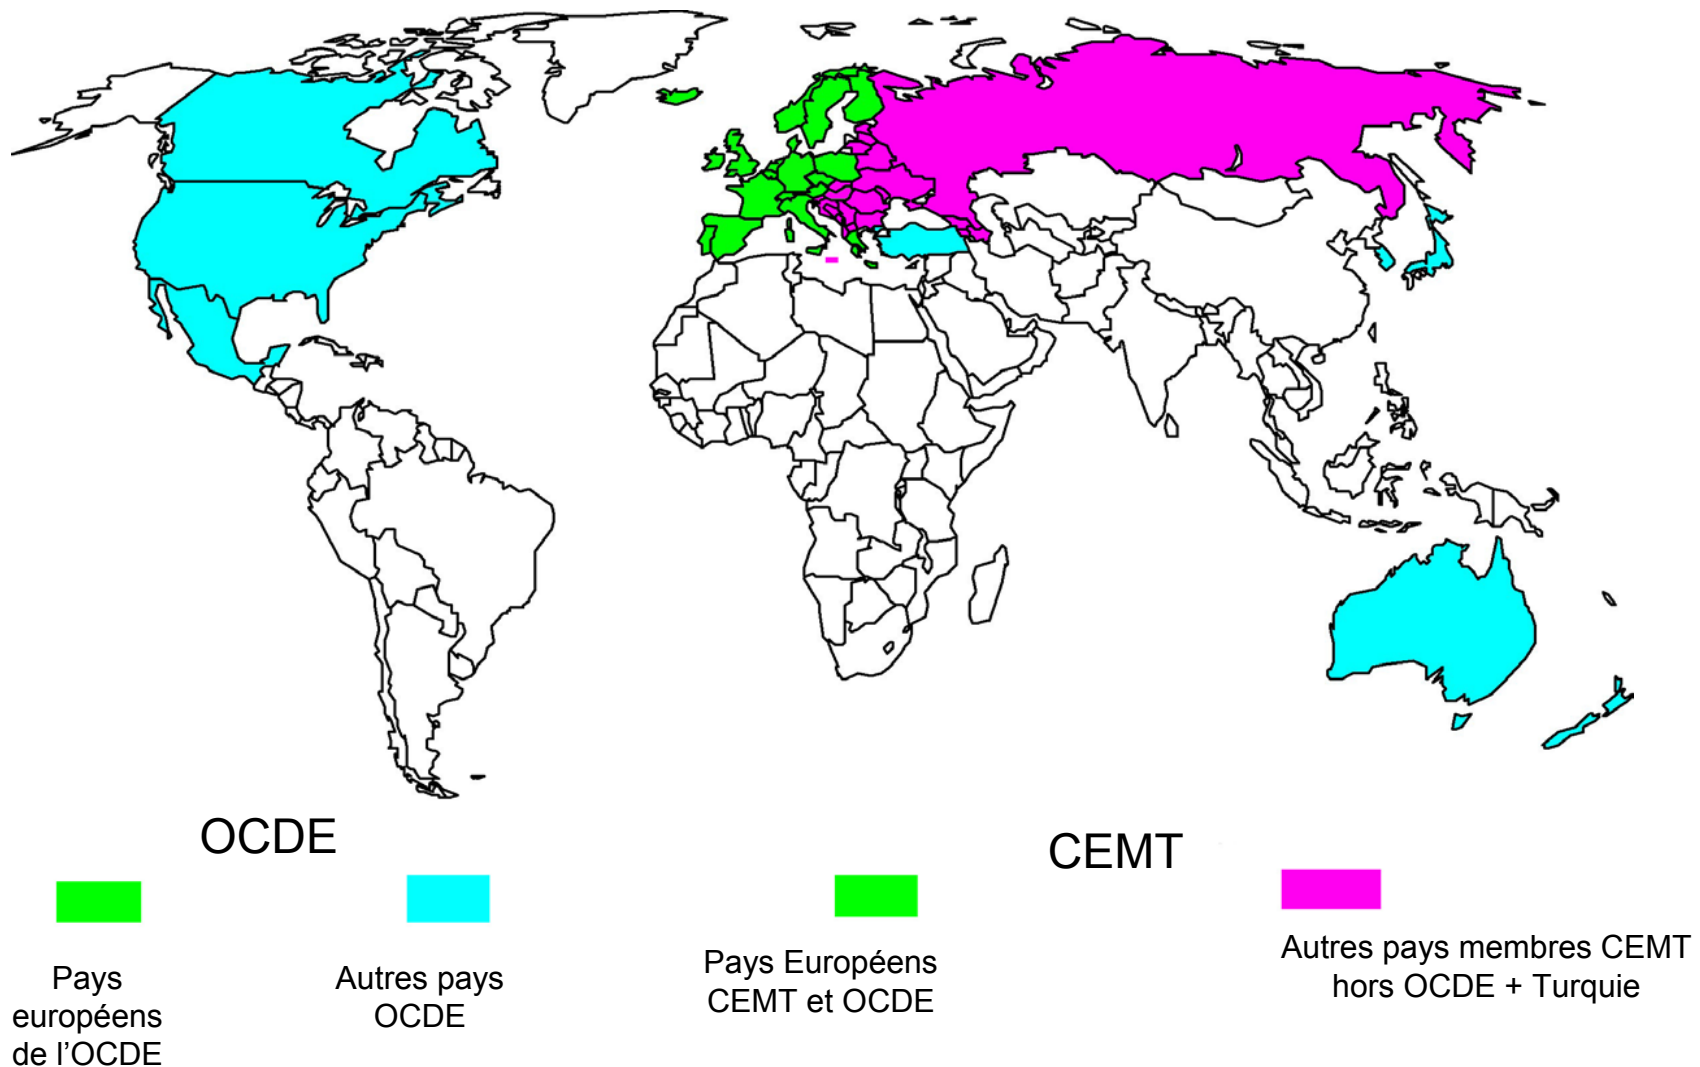 OCDE
CEMT
Pays
européens
de l’OCDE
Autres pays
OCDE
Pays Européens
CEMT et OCDE
Autres pays membres CEMT
hors OCDE + Turquie